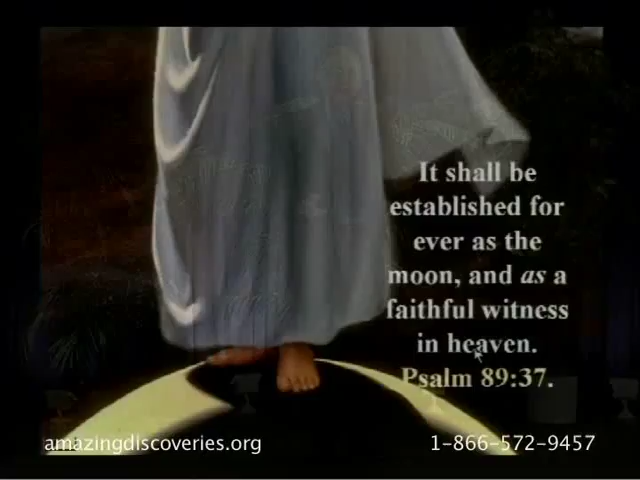 It shall be
established for
ever as the
moon, and as a
faithful witness
in heaven.
Psalm 89:37.
amazingdiscoveries.org 1-866-572-9457